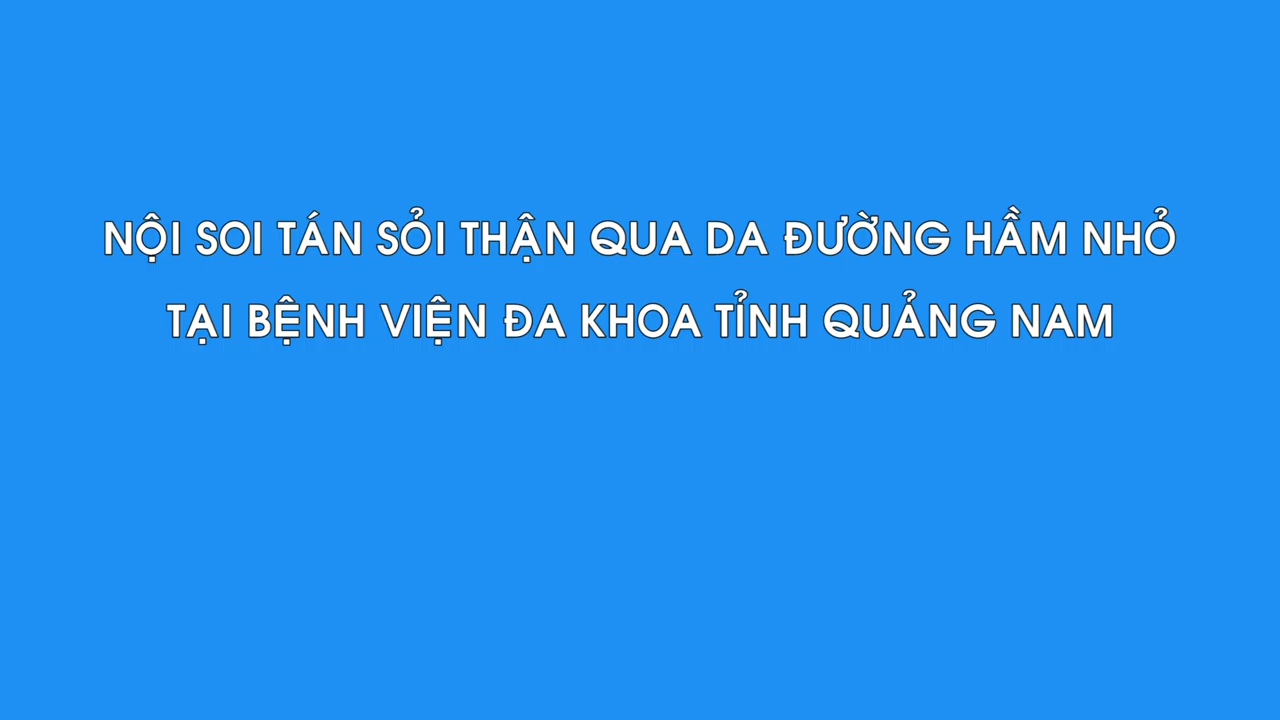 NỘI SOI TÁN SỎI THẬN QUA DA ĐƯỜNG HẦM NHỎ
TẠI BỆNH VIỆN ĐA KHOA TỈNH QUẢNG NAM